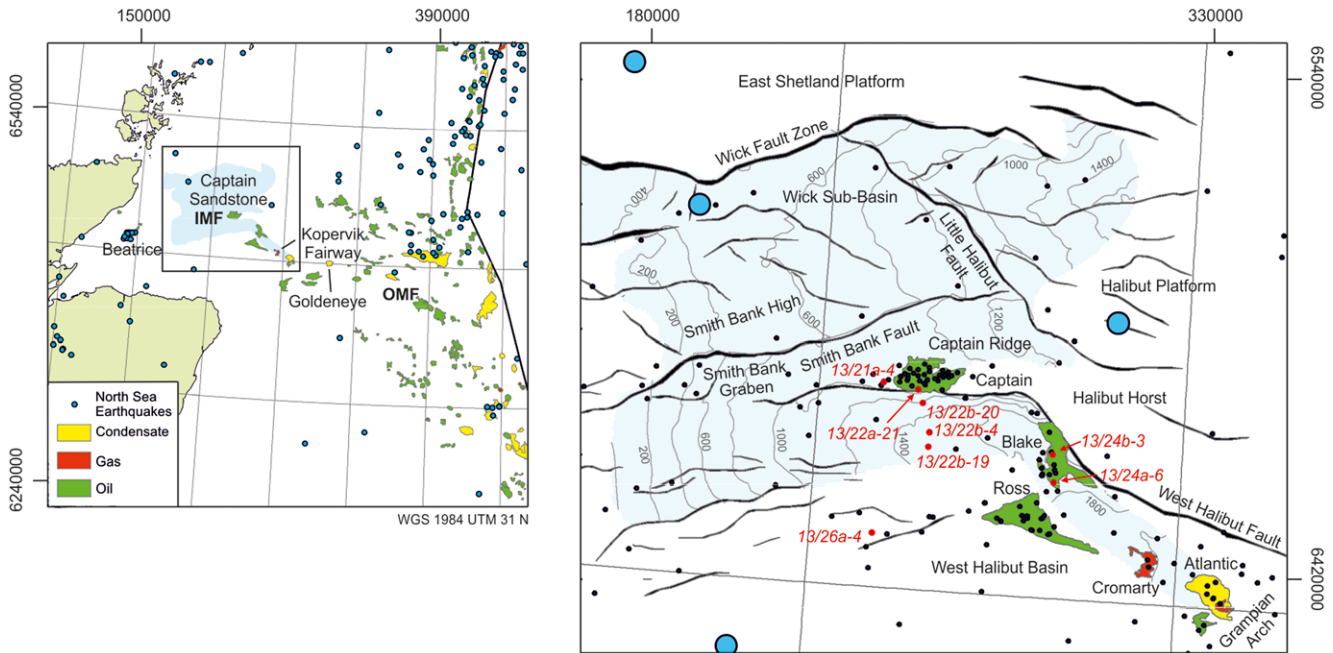 150000
390000
6540000
6240000
Captain
Sandstone
IMF
Beatrice
Kopervik
Fairway
Goldeneye
OMF
North Sea
Earthquakes
Condensate
Gas
Oil
WGS 1984 UTM 31 N
180000
330000
6540000
6420000
East Shetland Platform
Wick Fault Zone
600
1000
1400
400
Wick Sub-Basin
Little Halibut
Fault
200
Halibut Platform
1200
Smith Bank High
600
200
Smith Bank Fault
Captain Ridge
Smith Bank
Graben
13/21a-4
Captain
Halibut Horst
13/22b-20
13/22a-21
13/22b-4
1400
13/22b-19
Blake
13/24b-3
13/24a-6
200
600
1000
Ross
1800
West Halibut Fault
13/26a-4
West Halibut Basin
Atlantic
Cromarty
Grampian
Arch